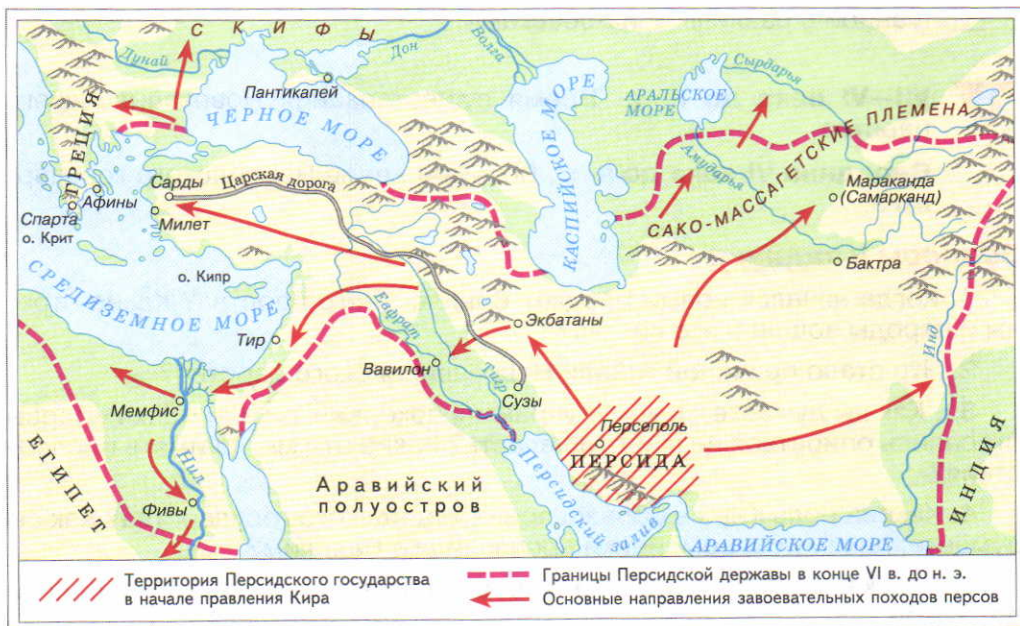 СКИФЫ
Дунай
Дон
Волга
Сырдарья
Пантикапей
ЧЁРНОЕ МОРЕ
АРАЛЬСКОЕ
МОРЕ
КАСПИЙСКОЕ МОРЕ
Амударья
САКО-МАССАГЕТСКИЕ ПЛЕМЕНА
ГРЕЦИЯ
Сарды
Царская дорога
Афины
Спарта
Милет
о. Крит
Мараканда
(Самарканд)
о. Кипр
Бактра
СРЕДИЗЕМНОЕ МОРЕ
Евфрат
Экбатаны
Инд
Тир
Вавилон
Тигр
Сузы
Мемфис
Персеполь
ПЕРСИДА
ЕГИПЕТ
Нил
Аравийский
полуостров
Персидский залив
ИНДИЯ
Фивы
АРАВИЙСКОЕ МОРЕ
Территория Персидского государства
в начале правления Кира
Границы Персидской державы в конце VI в. до н. э.
Основные направления завоевательных походов персов